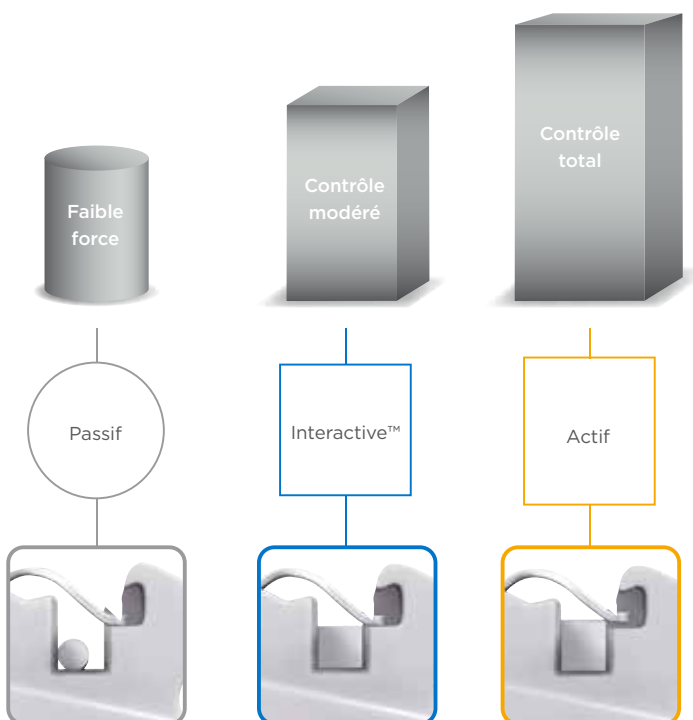 Faible
force
Contrôle
modéré
Contrôle
total
Passif
Interactive™
Actif